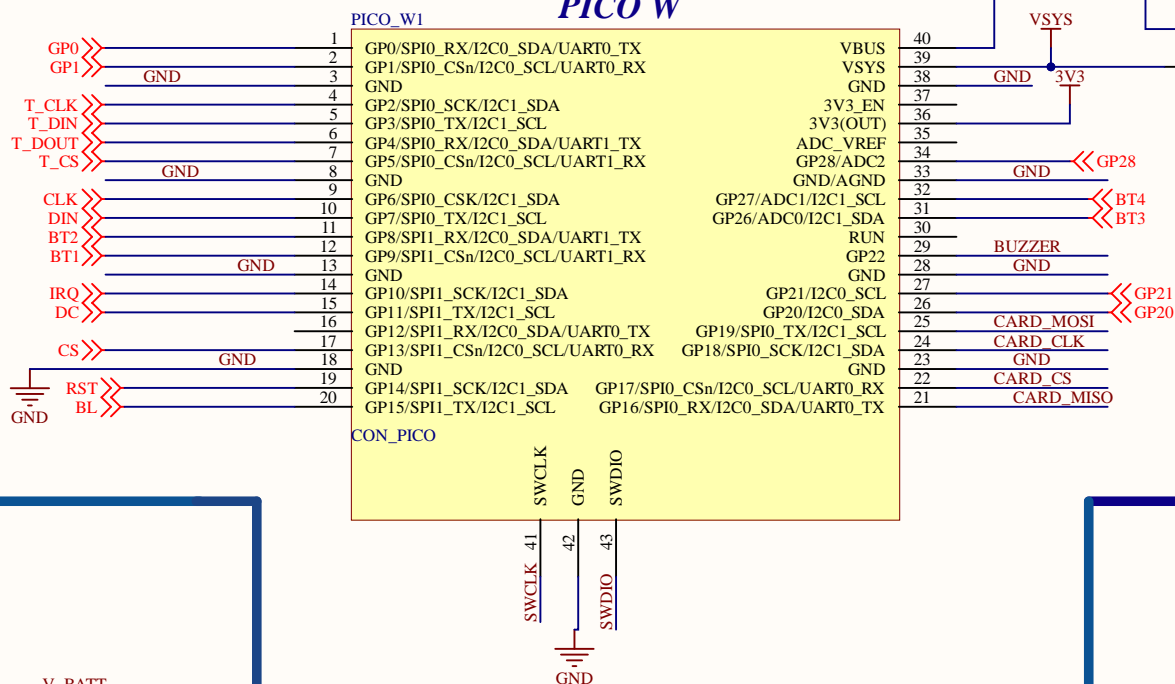 PICO W
PICO_W1
VSYS
GP0 1 GP0/SPI0_RX/I2C0_SDA/UART0_TX VBUS 40
GP1 2 GP1/SPI0_CSn/I2C0_SCL/UART0_RX VSYS 39
GND 3 GND GND 38 GND 3V3
T_CLK 4 GP2/SPI0_SCK/I2C1_SDA 3V3_EN 37
T_DIN 5 GP3/SPI0_TX/I2C1_SCL 3V3(OUT) 36
T_DOUT 6 GP4/SPI0_RX/I2C0_SDA/UART1_TX ADC_VREF 35
T_CS 7 GP5/SPI0_CSn/I2C0_SCL/UART1_RX GP28/ADC2 34 GP28
GND 8 GND GND/AGND 33 GND
CLK 9 GP6/SPI0_CSK/I2C1_SDA GP27/ADC1/I2C1_SCL 32 BT4
DIN 10 GP7/SPI0_TX/I2C1_SCL GP26/ADC0/I2C1_SDA 31 BT3
BT2 11 GP8/SPI1_RX/I2C0_SDA/UART1_TX RUN 30
BT1 12 GP9/SPI1_CSn/I2C0_SCL/UART1_RX GP22 29 BUZZER
GND 13 GND GND 28 GND
IRQ 14 GP10/SPI1_SCK/I2C1_SDA GP21/I2C0_SCL 27 GP21
DC 15 GP11/SPI1_TX/I2C1_SCL GP20/I2C0_SDA 26 GP20
16 GP12/SPI1_RX/I2C0_SDA/UART0_TX GP19/SPI0_TX/I2C1_SCL 25 CARD_MOSI
CS 17 GP13/SPI1_CSn/I2C0_SCL/UART0_RX GP18/SPI0_SCK/I2C1_SDA 24 CARD_CLK
GND 18 GND GND 23 GND
RST 19 GP14/SPI1_SCK/I2C1_SDA GP17/SPI0_CSn/I2C0_SCL/UART0_RX 22 CARD_CS
BL 20 GP15/SPI1_TX/I2C1_SCL GP16/SPI0_RX/I2C0_SDA/UART0_TX 21 CARD_MISO
GND
CON_PICO
SWCLK GND SWDIO
41 42 43
SWCLK SWDIO
GND
V_BATT